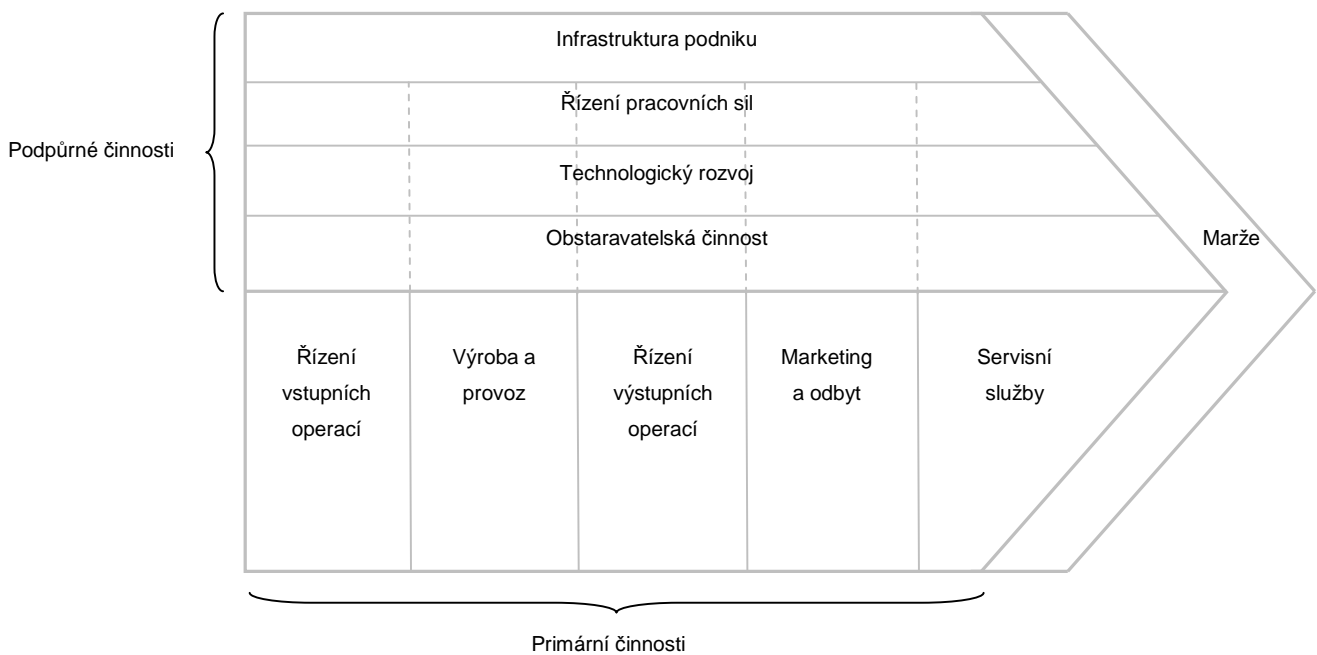 Infrastruktura podniku
Řízení pracovních sil
Podpůrné činnosti
Technologický rozvoj
Obstaravatelská činnost
Marže
Řízení
vstupních
operací
Výroba a
provoz
Řízení
výstupních
operací
Marketing
a odbyt
Servisní
služby
Primární činnosti